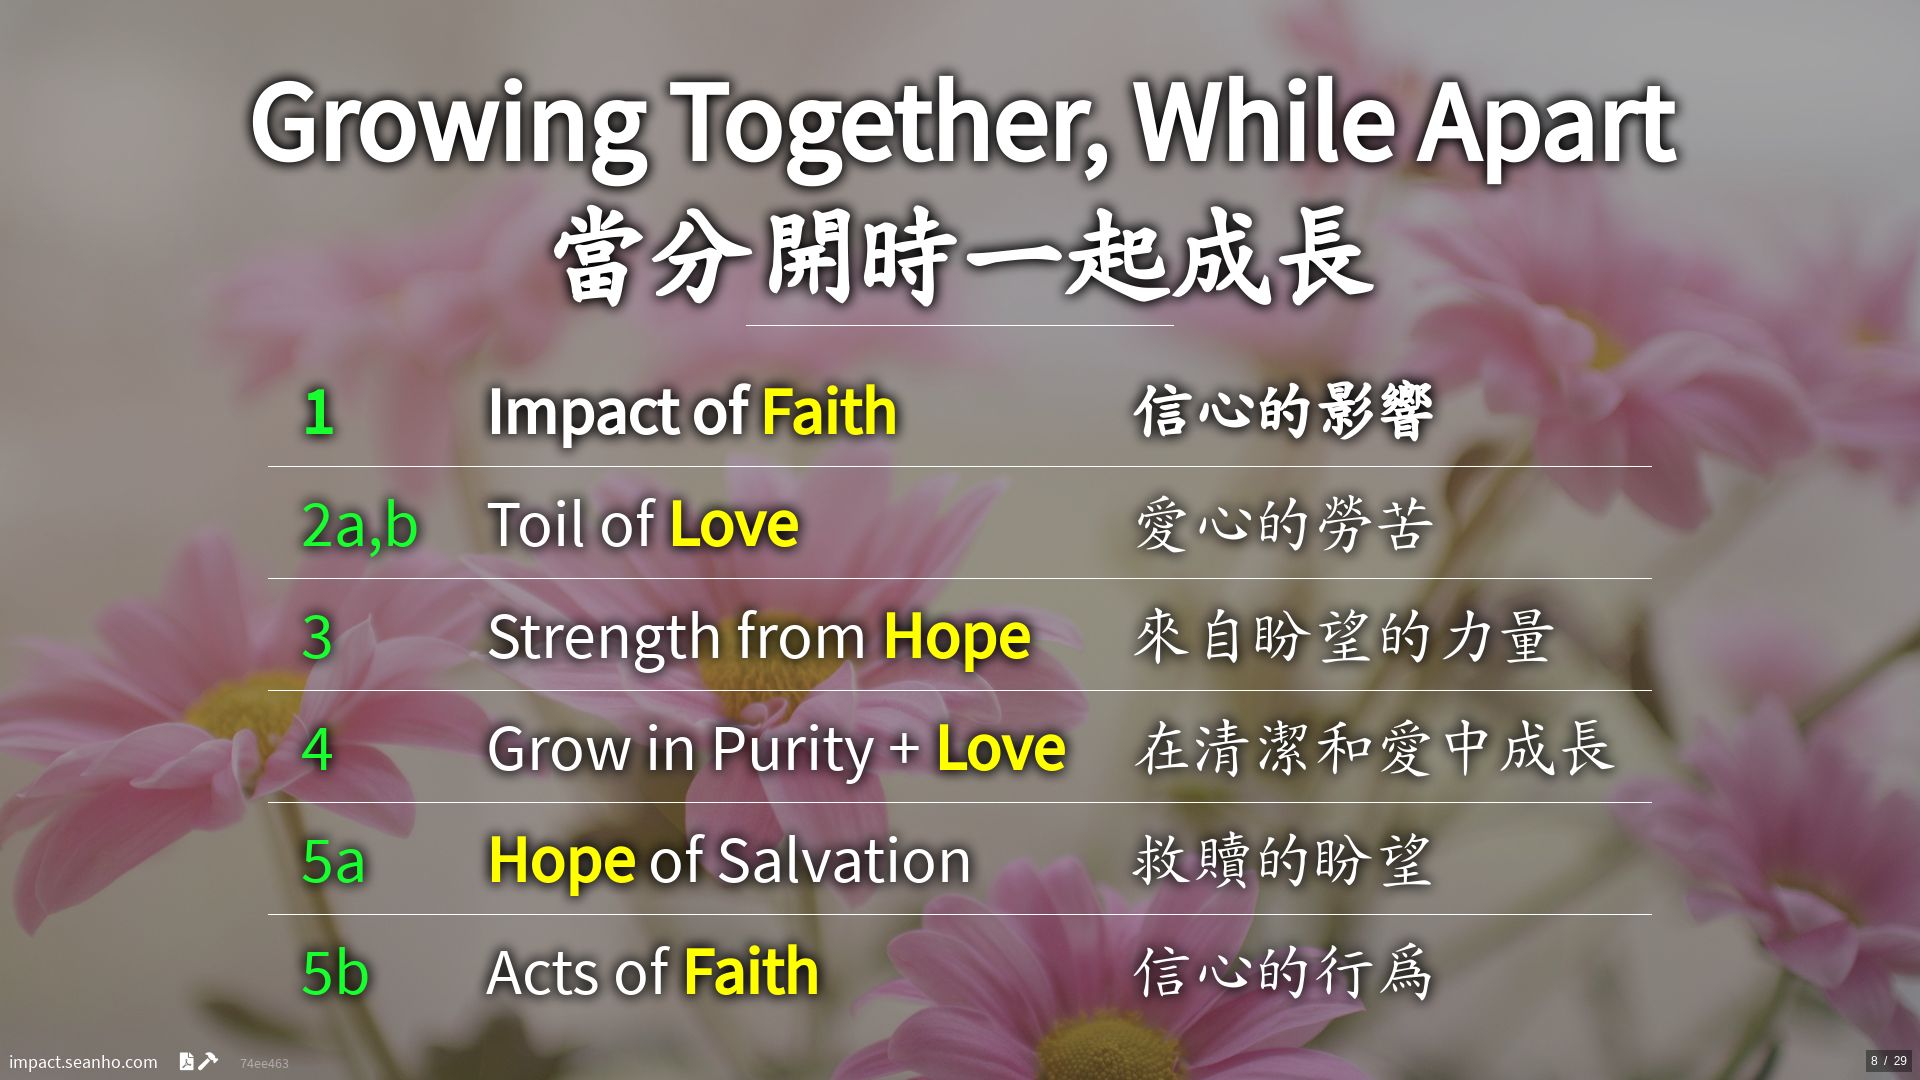 Growing Together, While Apart
當分開時一起成長
1 Impact of Faith 信心的影響
2a,b Toil of Love 愛心的勞苦
3 Strength from Hope 來自盼望的力量
4 Grow in Purity + Love 在清潔和愛中成長
5a Hope of Salvation 救贖的盼望
5b Acts of Faith 信心的行爲
impact.seanho.com 74ee463 8 / 29